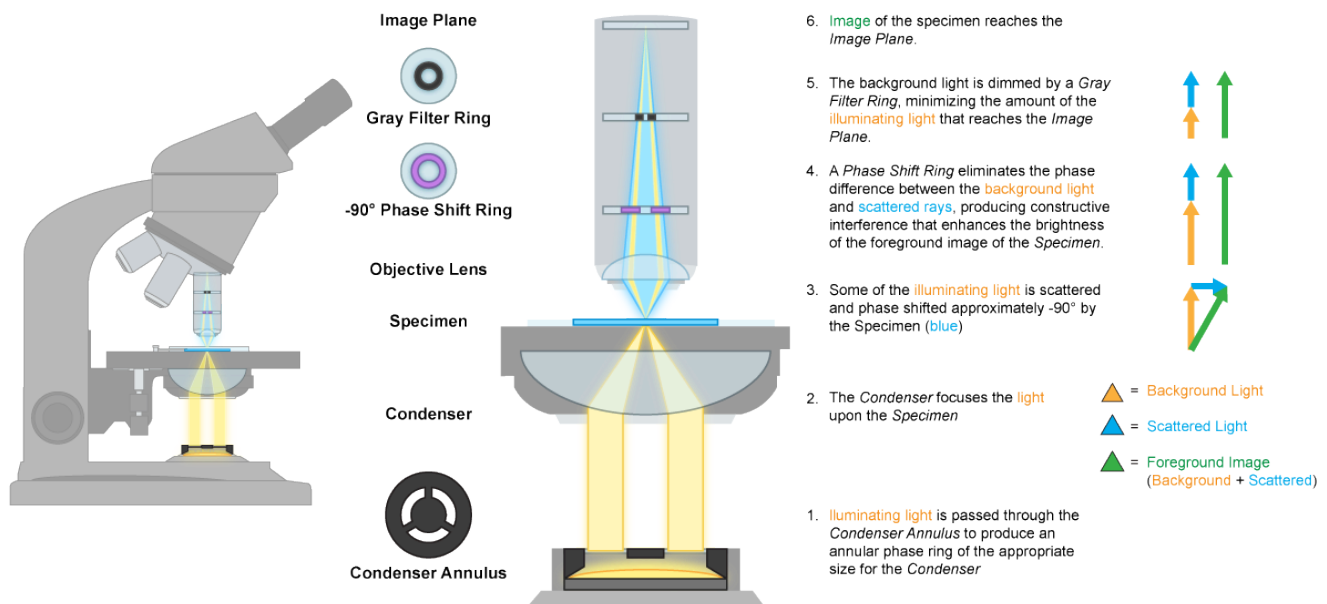 Image Plane
Gray Filter Ring
-90° Phase Shift Ring
Objective Lens
Specimen
Condenser
Condenser Annulus
6. Image of the specimen reaches the
Image Plane.
5. The background light is dimmed by a Gray
Filter Ring, minimizing the amount of the
illuminating light that reaches the Image
Plane.
4. A Phase Shift Ring eliminates the phase
difference between the background light
and scattered rays, producing constructive
interference that enhances the brightness
of the foreground image of the Specimen.
3. Some of the illuminating light is scattered
and phase shifted approximately -90° by
the Specimen (blue)
2. The Condenser focuses the light
upon the Specimen
1. Iluminating light is passed through the
Condenser Annulus to produce an
annular phase ring of the appropriate
size for the Condenser
= Background Light
= Scattered Light
= Foreground Image
(Background + Scattered)